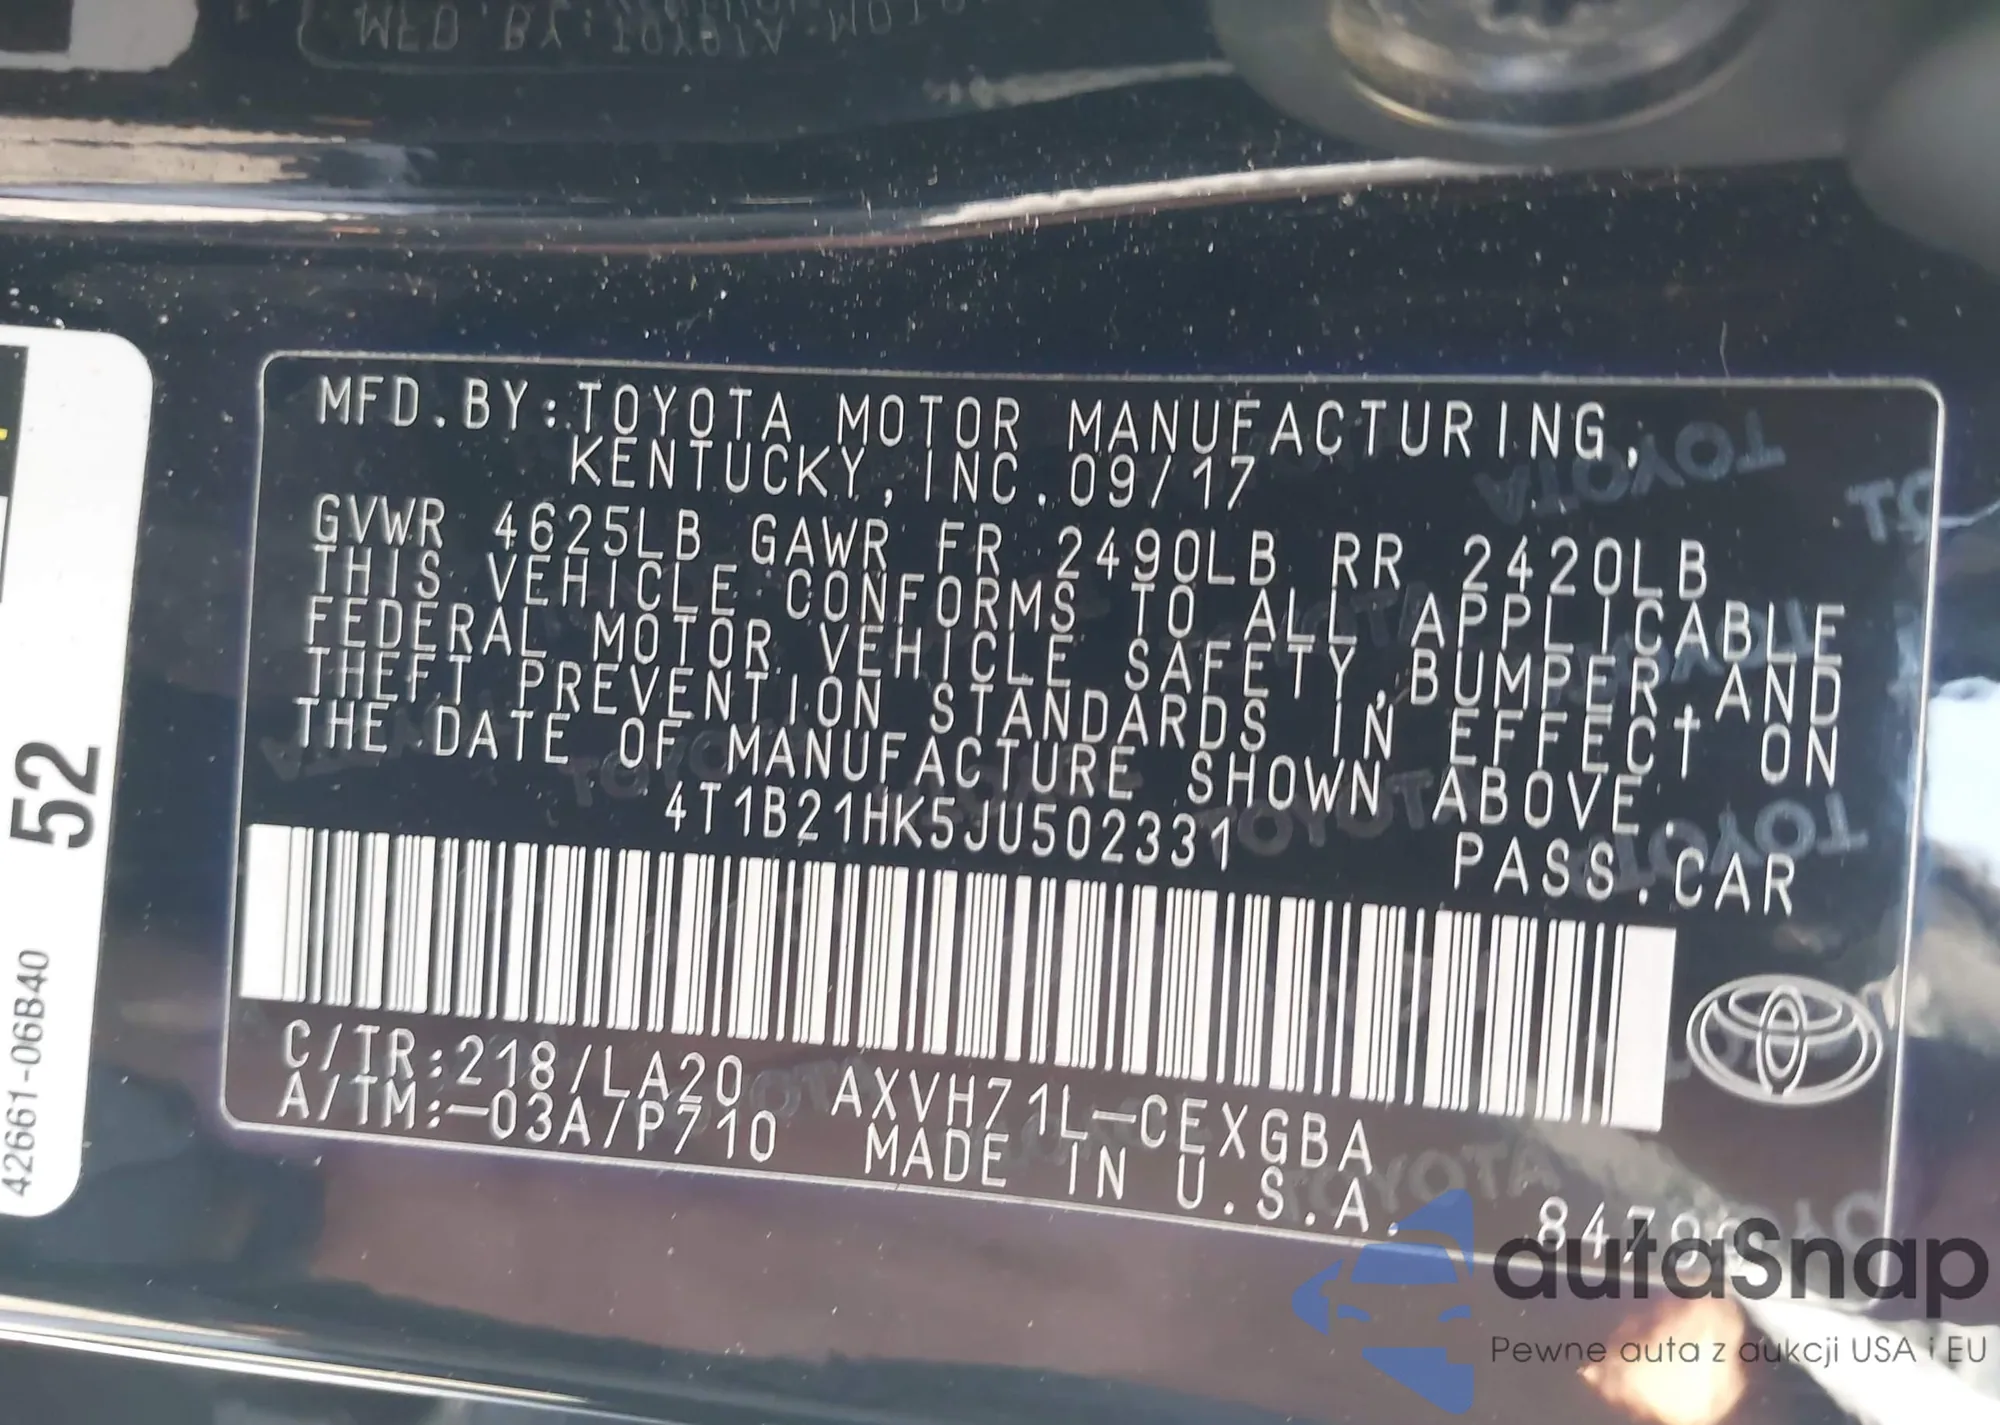 MFD.BY:TOYOTA MOTOR MANUFACTURING,
KENTUCKY,INC.09/17
GVWR 4625LB GAWR FR 2490LB RR 2420LB
THIS VEHICLE CONFORMS TO ALL APPLICABLE
FEDERAL MOTOR VEHICLE SAFETY,BUMPER,AND
THEFT PREVENTION STANDARDS IN EFFECT ON
THE DATE OF MANUFACTURE SHOWN ABOVE.
4T1B21HK5JU502331 PASS.CAR
C/TR:218/LA20 AXVH71L-CEXGBA
A/TM:-03A/P710 MADE IN U.S.A.
52
42661-06B40
autoSnap
Pewne auta z aukcji USA i EU